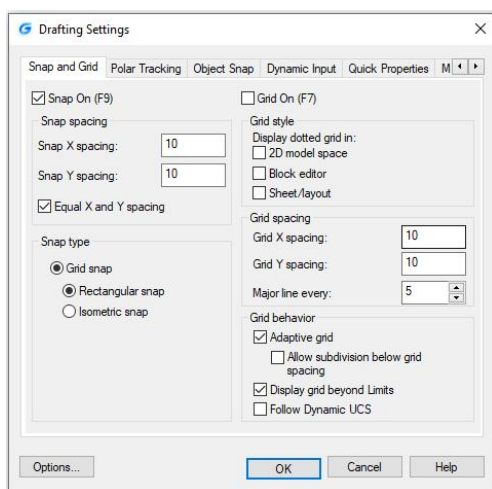 Drafting Settings
Snap and Grid Polar Tracking Object Snap Dynamic Input Quick Properties M
Snap On (F9)
Snap spacing
Snap X spacing: 10
Snap Y spacing: 10
Equal X and Y spacing
Snap type
Grid snap
Rectangular snap
Isometric snap
Grid On (F7)
Grid style
Display dotted grid in:
2D model space
Block editor
Sheet/layout
Grid spacing
Grid X spacing: 10
Grid Y spacing: 10
Major line every: 5
Grid behavior
Adaptive grid
Allow subdivision below grid
spacing
Display grid beyond Limits
Follow Dynamic UCS
Options... OK Cancel Help